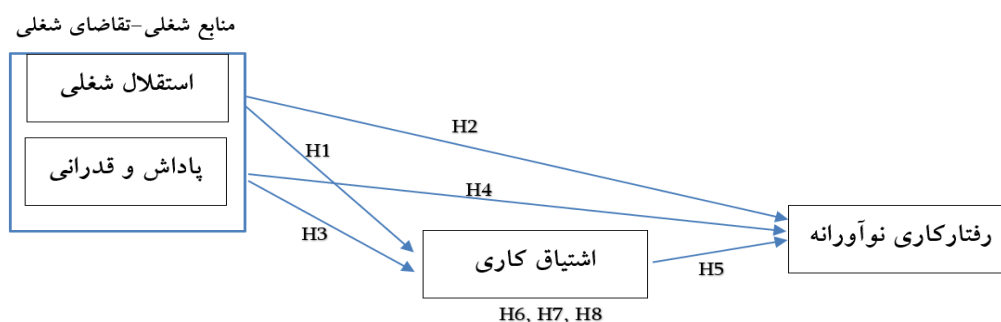 منابع شغلی-تقاضای شغلی
استقلال شغلی
پاداش و قدرانی
H2
H1
H4
H3
رفتارکاری نوآورانه
اشتیاق کاری
H5
H6, H7, H8